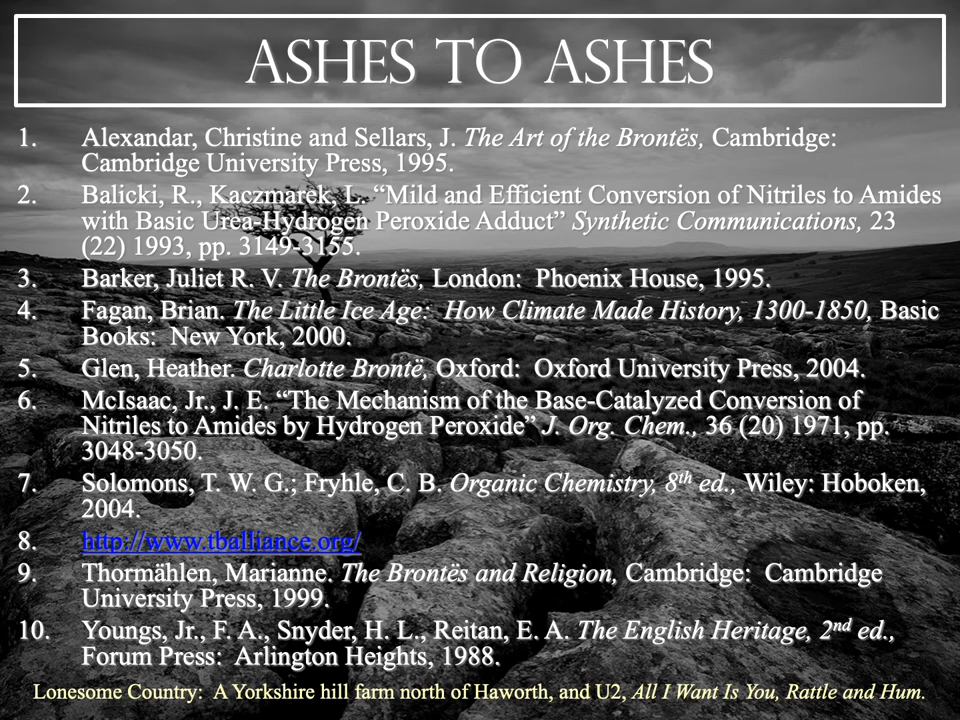 ASHES TO ASHES
1. Alexandar, Christine and Sellars, J. The Art of the Brontës, Cambridge:
Cambridge University Press, 1995.
2. Balicki, R., Kaczmarek, L. “Mild and Efficient Conversion of Nitriles to Amides
with Basic Urea-Hydrogen Peroxide Adduct” Synthetic Communications, 23
(22) 1993, pp. 3149-3155.
3. Barker, Juliet R. V. The Brontës, London: Phoenix House, 1995.
4. Fagan, Brian. The Little Ice Age: How Climate Made History, 1300-1850, Basic
Books: New York, 2000.
5. Glen, Heather. Charlotte Brontë, Oxford: Oxford University Press, 2004.
6. McIsaac, Jr., J. E. “The Mechanism of the Base-Catalyzed Conversion of
Nitriles to Amides by Hydrogen Peroxide” J. Org. Chem., 36 (20) 1971, pp.
3048-3050.
7. Solomons, T. W. G.; Fryhle, C. B. Organic Chemistry, 8th ed., Wiley: Hoboken,
2004.
8. http://www.tballiance.org/
9. Thormählen, Marianne. The Brontës and Religion, Cambridge: Cambridge
University Press, 1999.
10. Youngs, Jr., F. A., Snyder, H. L., Reitan, E. A. The English Heritage, 2nd ed.,
Forum Press: Arlington Heights, 1988.
Lonesome Country: A Yorkshire hill farm north of Haworth, and U2, All I Want Is You, Rattle and Hum.